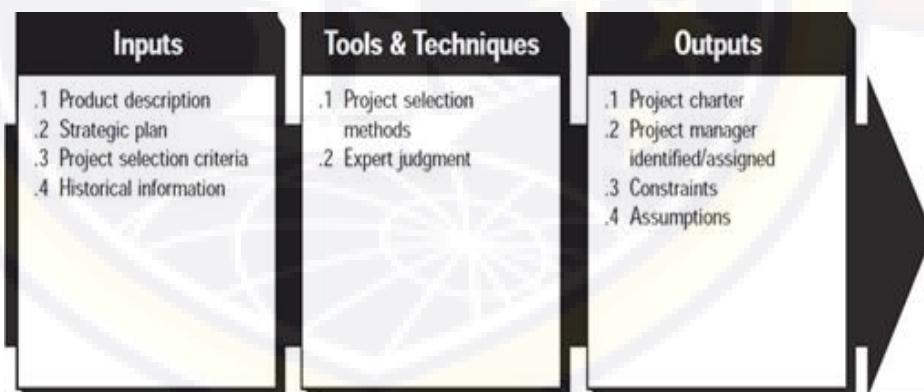 Inputs
.1 Product description
.2 Strategic plan
.3 Project selection criteria
.4 Historical information
Tools & Techniques
.1 Project selection
methods
.2 Expert judgment
Outputs
.1 Project charter
.2 Project manager
identified/assigned
.3 Constraints
.4 Assumptions